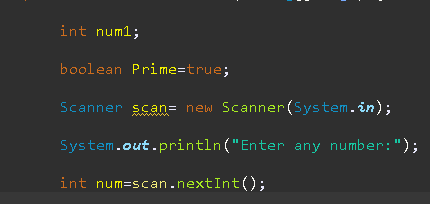 int num1;
boolean Prime=true;
Scanner scan= new Scanner(System.in);
System.out.println("Enter any number:");
int num=scan.nextInt();